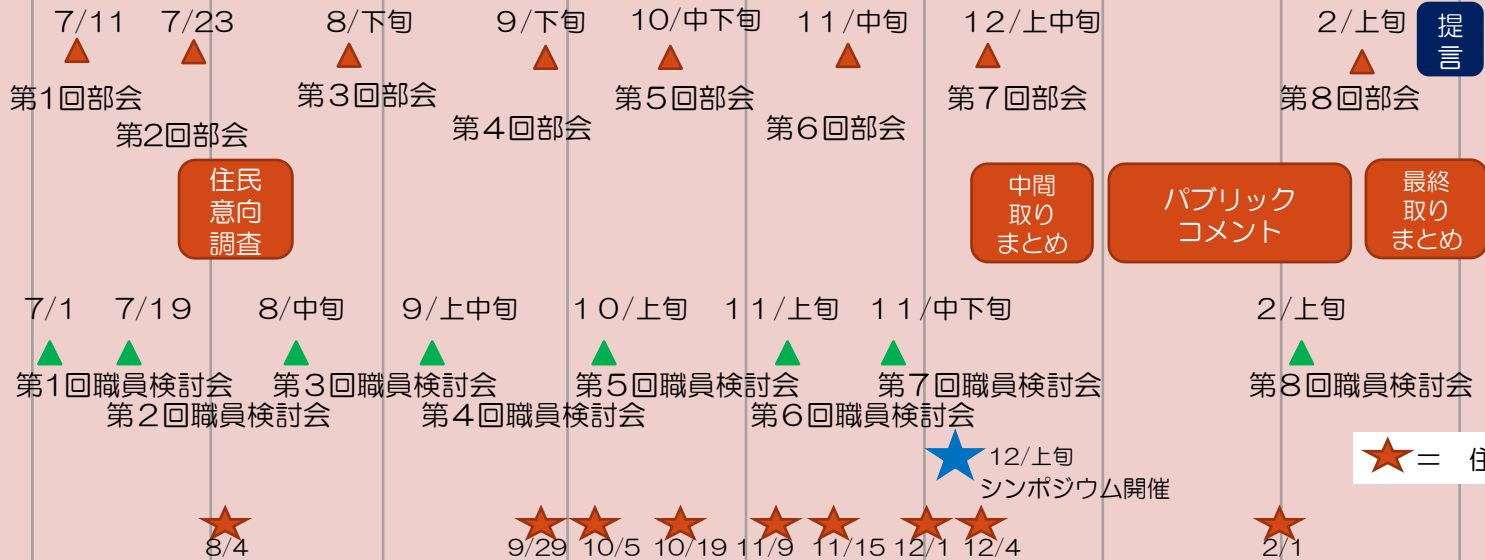 7/11 7/23 8/下旬 9/下旬 10/中下旬 11/中旬 12/上中旬 2/上旬
提
言
第1回部会 第3回部会 第5回部会 第7回部会 第8回部会
第2回部会 第4回部会 第6回部会
住民
意向
調査
中間
取り
まとめ
パブリック
コメント
最終
取り
まとめ
7/1 7/19 8/中旬 9/上中旬 10/上旬 11/上旬 11/中下旬 2/上旬
第1回職員検討会 第3回職員検討会 第5回職員検討会 第7回職員検討会 第8回職員検討会
第2回職員検討会 第4回職員検討会 第6回職員検討会
12/上旬
シンポジウム開催
＝ 住
8/4 9/29 10/5 10/19 11/9 11/15 12/1 12/4 2/1